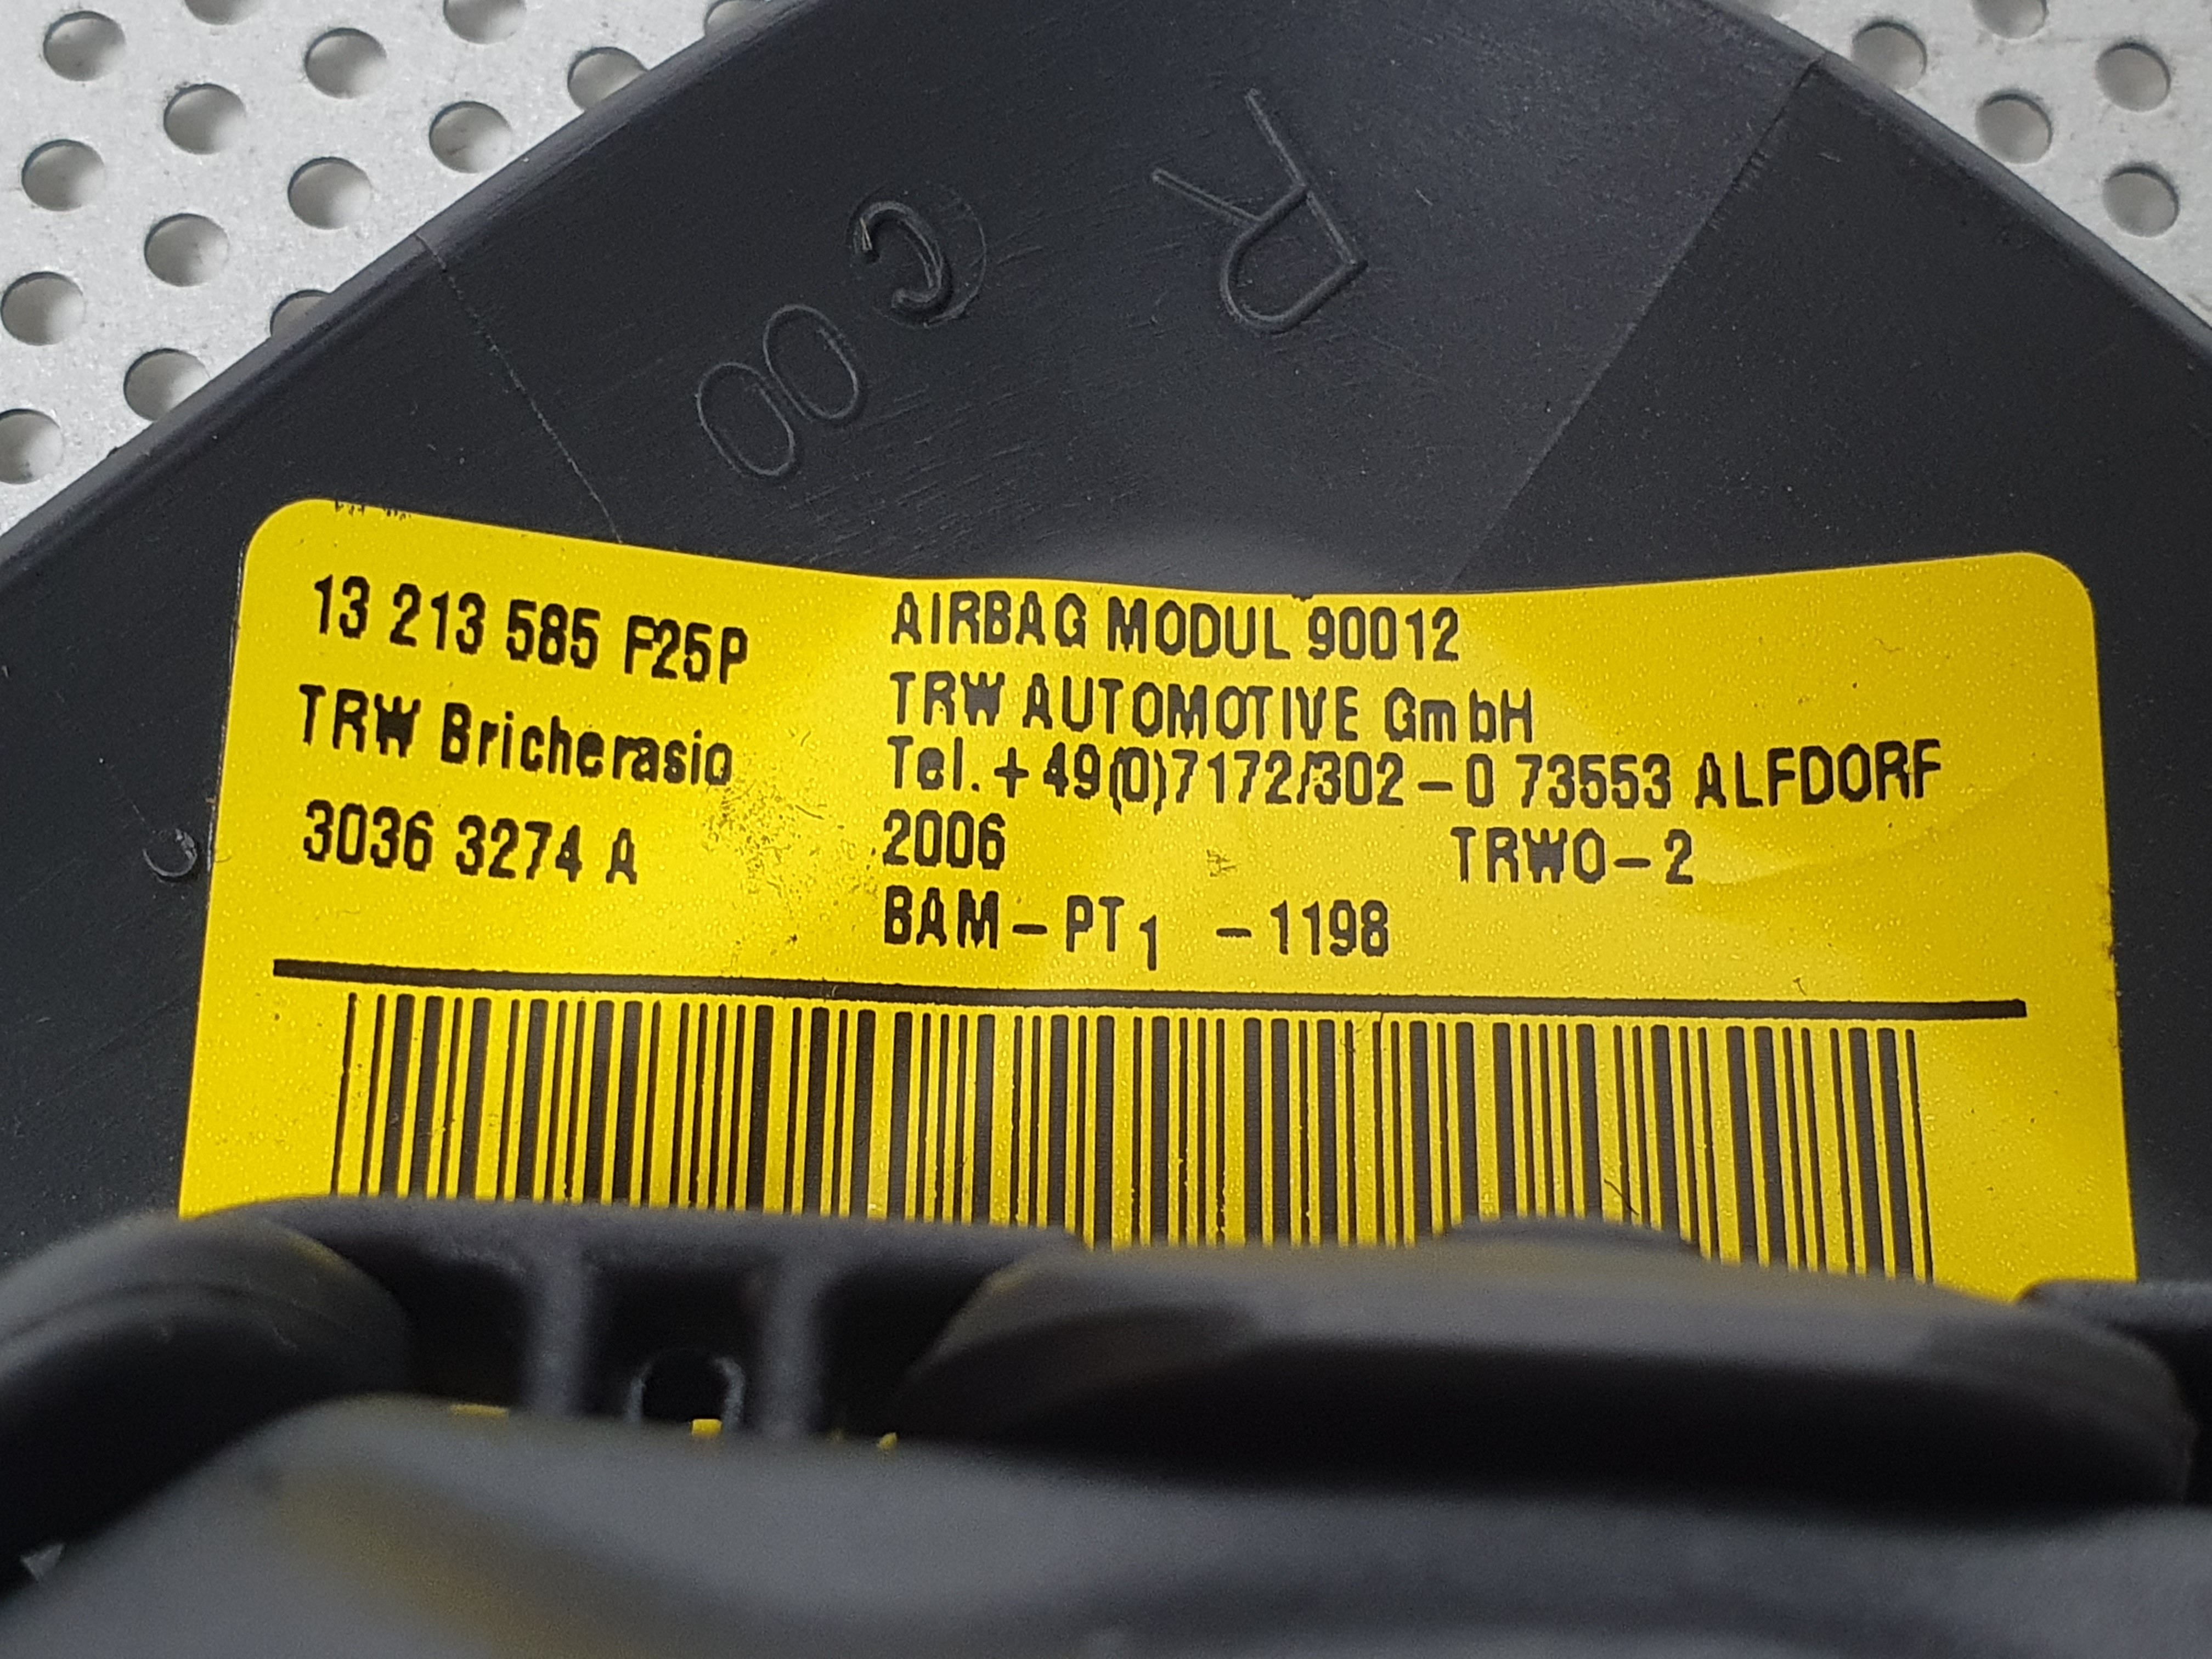 R
C
00
13 213 585 F25P
TRW Bricherasio
3036 3274 A
AIRBAG MODUL 90012
TRW AUTOMOTIVE GmbH
Tel.+49(0)7172/302-0 73553 ALFDORF
2006 TRWO-2
BAM-PT1 -1198